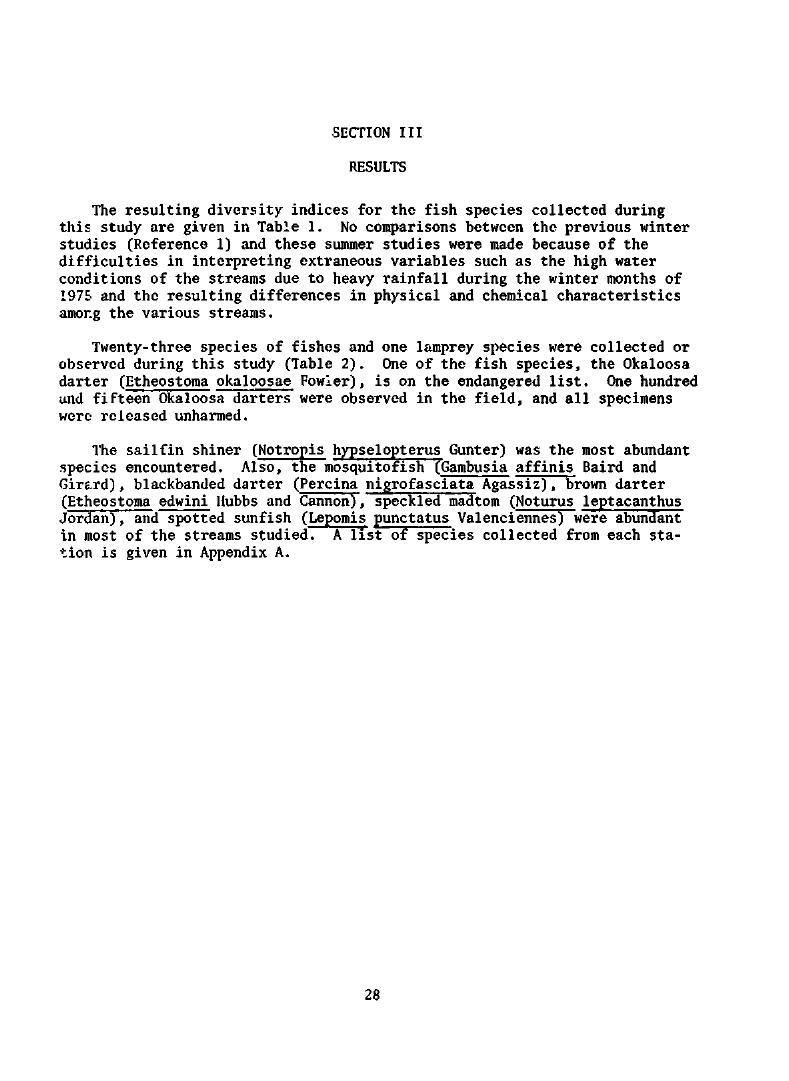 SECTION III
RESULTS
The resulting diversity indices for the fish species collected during
this study are given in Table 1. No comparisons between the previous winter
studies (Reference 1) and these summer studies were made because of the
difficulties in interpreting extraneous variables such as the high water
conditions of the streams due to heavy rainfall during the winter months of
1975 and the resulting differences in physical and chemical characteristics
among the various streams.
Twenty-three species of fishes and one lamprey species were collected or
observed during this study (Table 2). One of the fish species, the Okaloosa
darter (Etheostoma okaloosae Fowler), is on the endangered list. One hundred
and fifteen Okaloosa darters were observed in the field, and all specimens
were released unharmed.
The sailfin shiner (Notropis hypselopterus Gunter) was the most abundant
species encountered. Also, the mosquitofish (Gambusia affinis Baird and
Girard), blackbanded darter (Percina nigrofasciata Agassiz), brown darter
(Etheostoma edwini Hubbs and Cannon), speckled madtom (Noturus leptacanthus
Jordan), and spotted sunfish (Lepomis punctatus Valenciennes) were abundant
in most of the streams studied. A list of species collected from each sta-
tion is given in Appendix A.
28